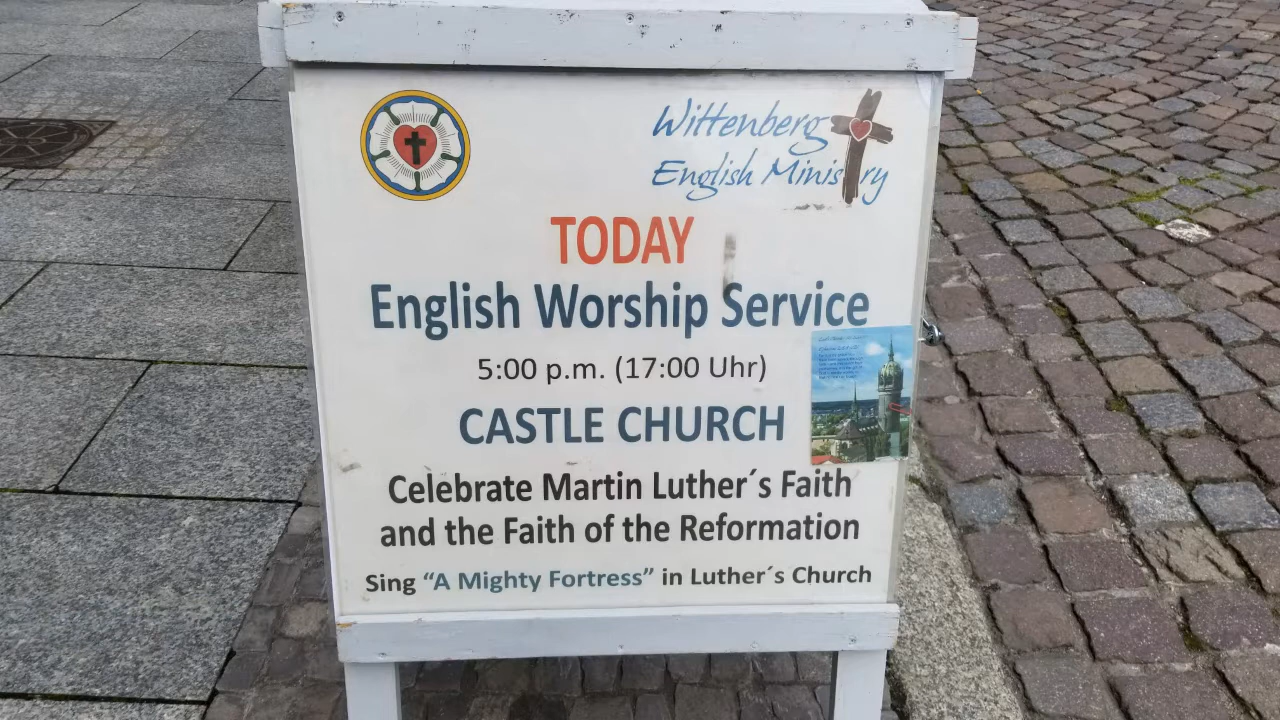 Wittenberg
English Ministry
TODAY
English Worship Service
5:00 p.m. (17:00 Uhr)
CASTLE CHURCH
Celebrate Martin Luther´s Faith
and the Faith of the Reformation
Sing “A Mighty Fortress” in Luther´s Church